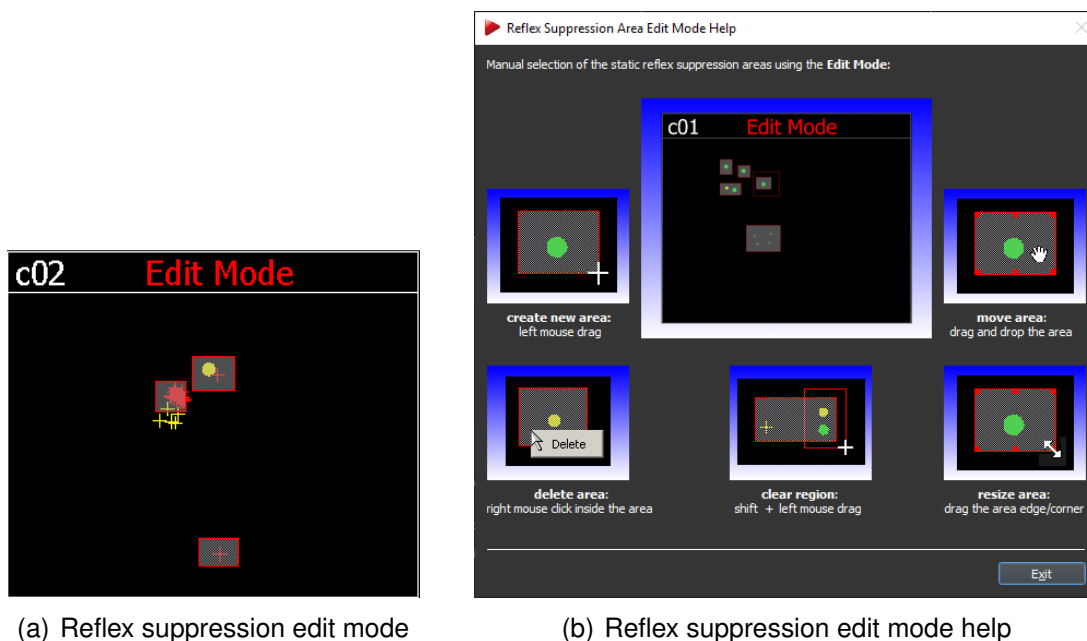 c02 Edit Mode
(a) Reflex suppression edit mode
Reflex Suppression Area Edit Mode Help
Manual selection of the static reflex suppression areas using the Edit Mode:
c01 Edit Mode
create new area:
left mouse drag
move area:
drag and drop the area
Delete
delete area:
right mouse click inside the area
clear region:
shift + left mouse drag
resize area:
drag the area edge/corner
Exit
(b) Reflex suppression edit mode help